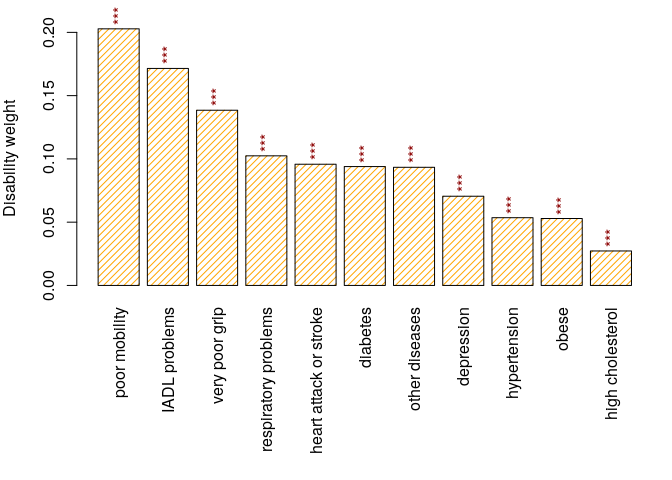 Disability weight
0.20
0.15
0.10
0.05
0.00
***
***
***
***
***
***
***
***
***
***
***
poor mobility
IADL problems
very poor grip
respiratory problems
heart attack or stroke
diabetes
other diseases
depression
hypertension
obese
high cholesterol